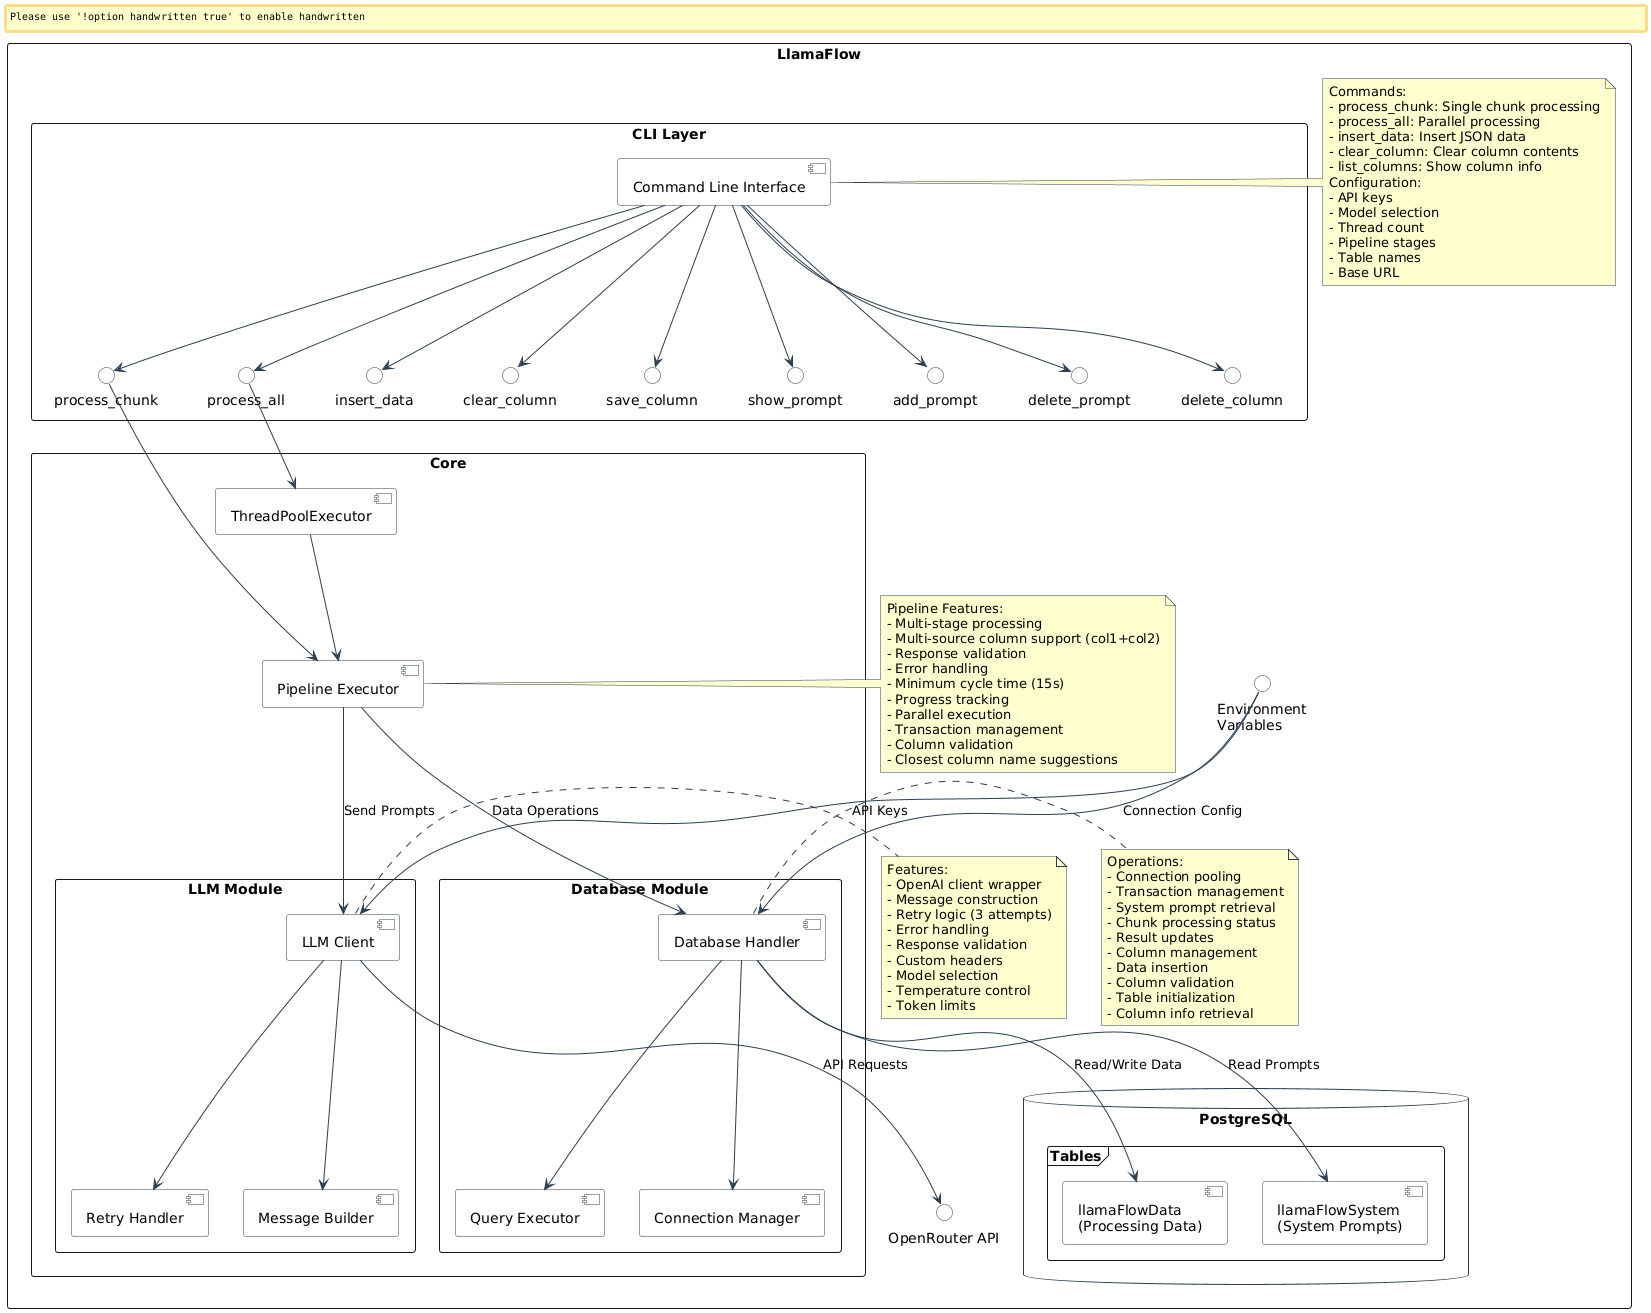 Please use '!option handwritten true' to enable handwritten
LlamaFlow
Commands:
- process_chunk: Single chunk processing
- process_all: Parallel processing
- insert_data: Insert JSON data
- clear_column: Clear column contents
- list_columns: Show column info
Configuration:
- API keys
- Model selection
- Thread count
- Pipeline stages
- Table names
- Base URL
CLI Layer
Command Line Interface
process_chunk
process_all
insert_data
clear_column
save_column
show_prompt
add_prompt
delete_prompt
delete_column
Core
ThreadPoolExecutor
Pipeline Executor
Pipeline Features:
- Multi-stage processing
- Multi-source column support (col1+col2)
- Response validation
- Error handling
- Minimum cycle time (15s)
- Progress tracking
- Parallel execution
- Transaction management
- Column validation
- Closest column name suggestions
Environment
Variables
Send Prompts
Data Operations
API Keys
Connection Config
LLM Module
LLM Client
Database Module
Database Handler
Features:
- OpenAI client wrapper
- Message construction
- Retry logic (3 attempts)
- Error handling
- Response validation
- Custom headers
- Model selection
- Temperature control
- Token limits
Operations:
- Connection pooling
- Transaction management
- System prompt retrieval
- Chunk processing status
- Result updates
- Column management
- Data insertion
- Column validation
- Table initialization
- Column info retrieval
API Requests
Read/Write Data
Read Prompts
Retry Handler
Message Builder
Query Executor
Connection Manager
OpenRouter API
PostgreSQL
Tables
llamaFlowData
(Processing Data)
llamaFlowSystem
(System Prompts)